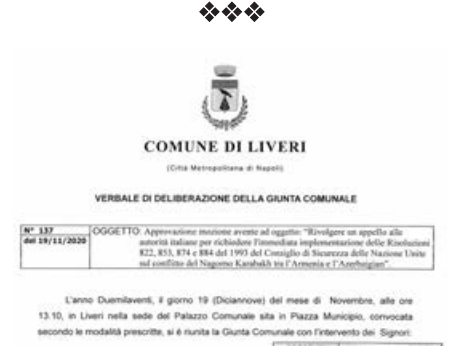 COMUNE DI LIVERI
(Città Metropolitana di Napoli)
VERBALE DI DELIBERAZIONE DELLA GIUNTA COMUNALE
N° 137
del 19/11/2020
OGGETTO: Approvazione mozione avente ad oggetto: "Rivolgere un appello alle
autorità italiane per richiedere l'immediata implementazione delle Risoluzioni
822, 853, 874 e 884 del 1993 del Consiglio di Sicurezza delle Nazione Unite
sul conflitto del Nagorno Karabakh tra l'Armenia e l'Azerbaigian".
L'anno Duemilaventi, il giorno 19 (Diciannove) del mese di Novembre, alle ore
13.10, in Liveri nella sede del Palazzo Comunale sita in Piazza Municipio, convocata
secondo le modalità prescritte, si è riunita la Giunta Comunale con l'intervento dei Signori: